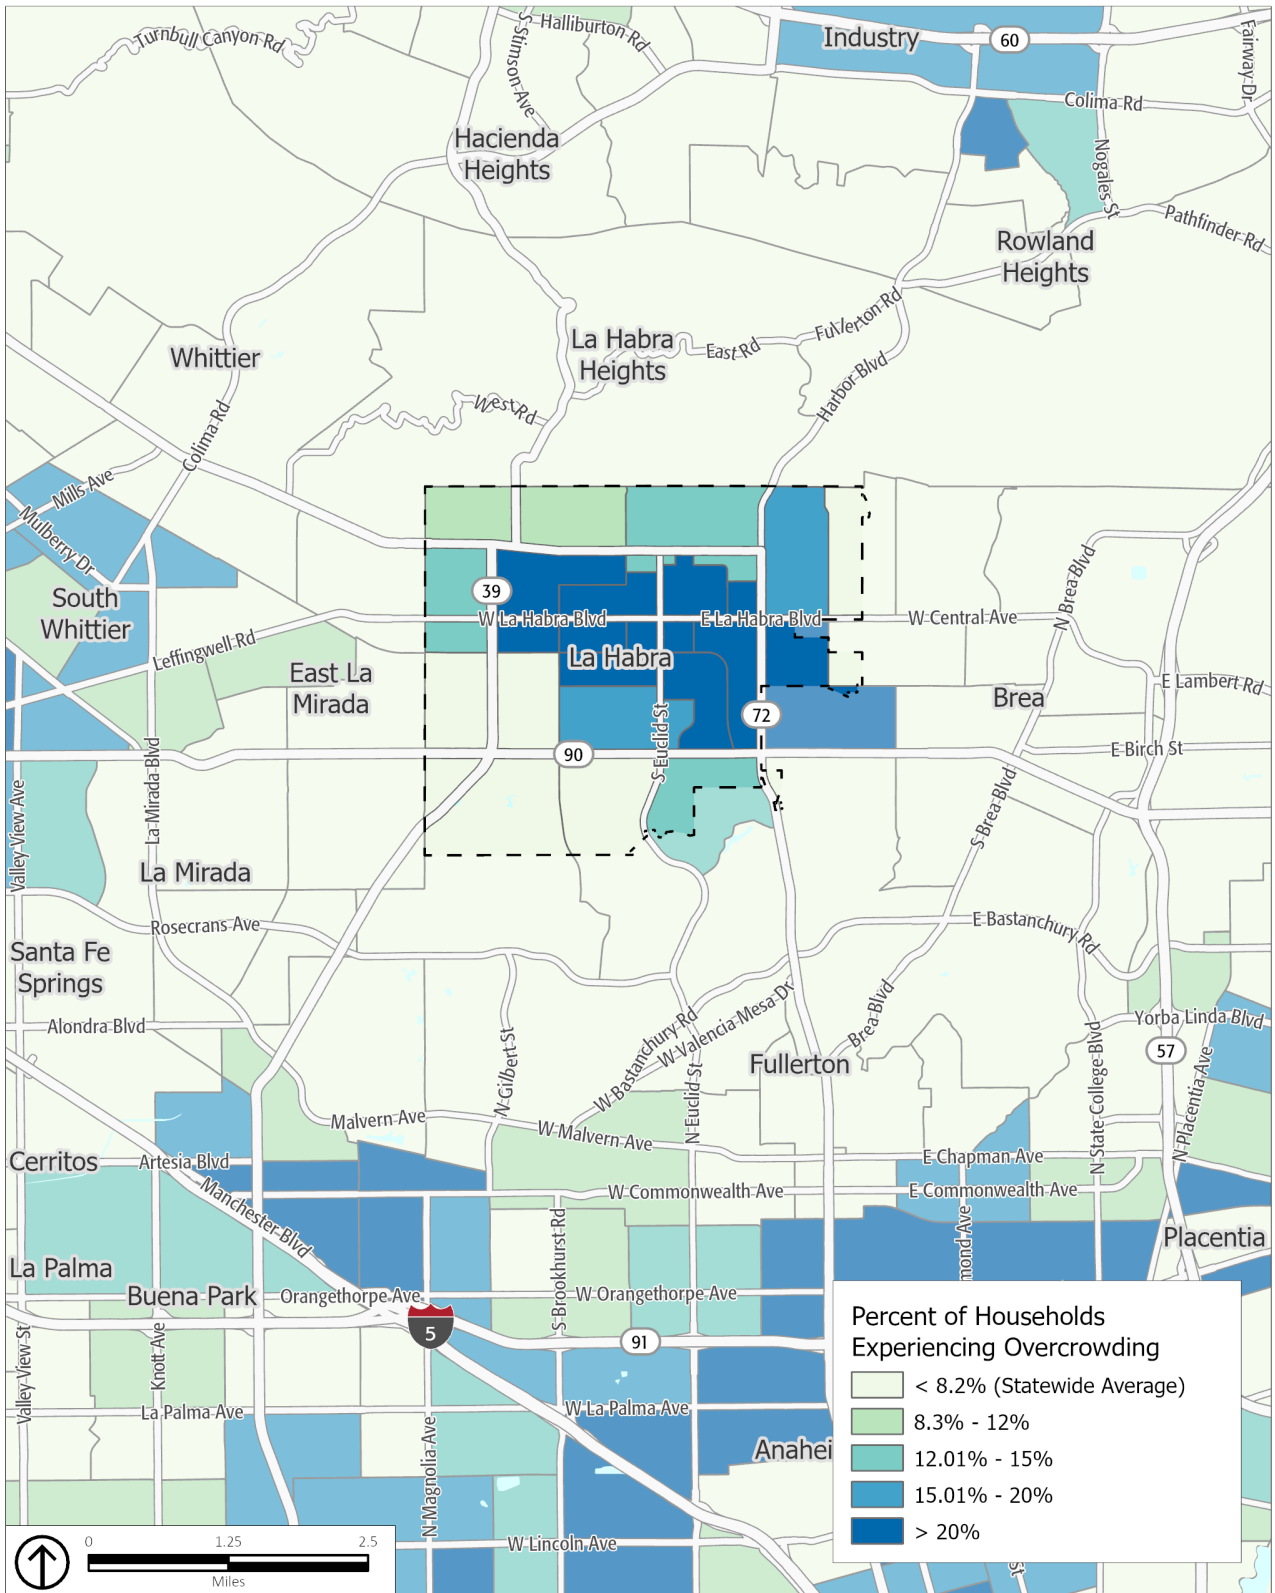 Turnbull Canyon Rd
S Stimson Ave
S Halliburton Rd
Industry
60
Fairway Dr
Colima Rd
Hacienda
Heights
Nogales St
Pathfinder Rd
Rowland
Heights
Fullerton Rd
East Rd
La Habra
Heights
Whittier
Harbor Blvd
West Rd
Colima Rd
Mills Ave
Mulberry Dr
South
Whittier
39
W La Habra Blvd
E La Habra Blvd
W Central Ave
N Brea Blvd
Leffingwell Rd
La Habra
East La
Mirada
E Lambert Rd
Brea
72
S Euclid St
90
E Birch St
La Mirada Blvd
Valley View Ave
S Brea Blvd
La Mirada
Rosecrans Ave
E Bastanchury Rd
Santa Fe
Springs
Alondra Blvd
W Bastanchury Rd
W Valencia Mesa Dr
Brea Blvd
Yorba Linda Blvd
57
Fullerton
N Gilbert St
N Euclid St
N State College Blvd
N Placentia Ave
Malvern Ave
W Malvern Ave
Cerritos
Artesia Blvd
E Chapman Ave
Manchester Blvd
W Commonwealth Ave
E Commonwealth Ave
S Brookhurst Rd
mond Ave
Placentia
La Palma
Buena Park
Orangethorpe Ave
W Orangethorpe Ave
5
91
Valley View St
Knott Ave
La Palma Ave
W La Palma Ave
N Magnolia Ave
Anahei
W Lincoln Ave
St
Percent of Households
Experiencing Overcrowding
< 8.2% (Statewide Average)
8.3% - 12%
12.01% - 15%
15.01% - 20%
> 20%
0 1.25 2.5
Miles